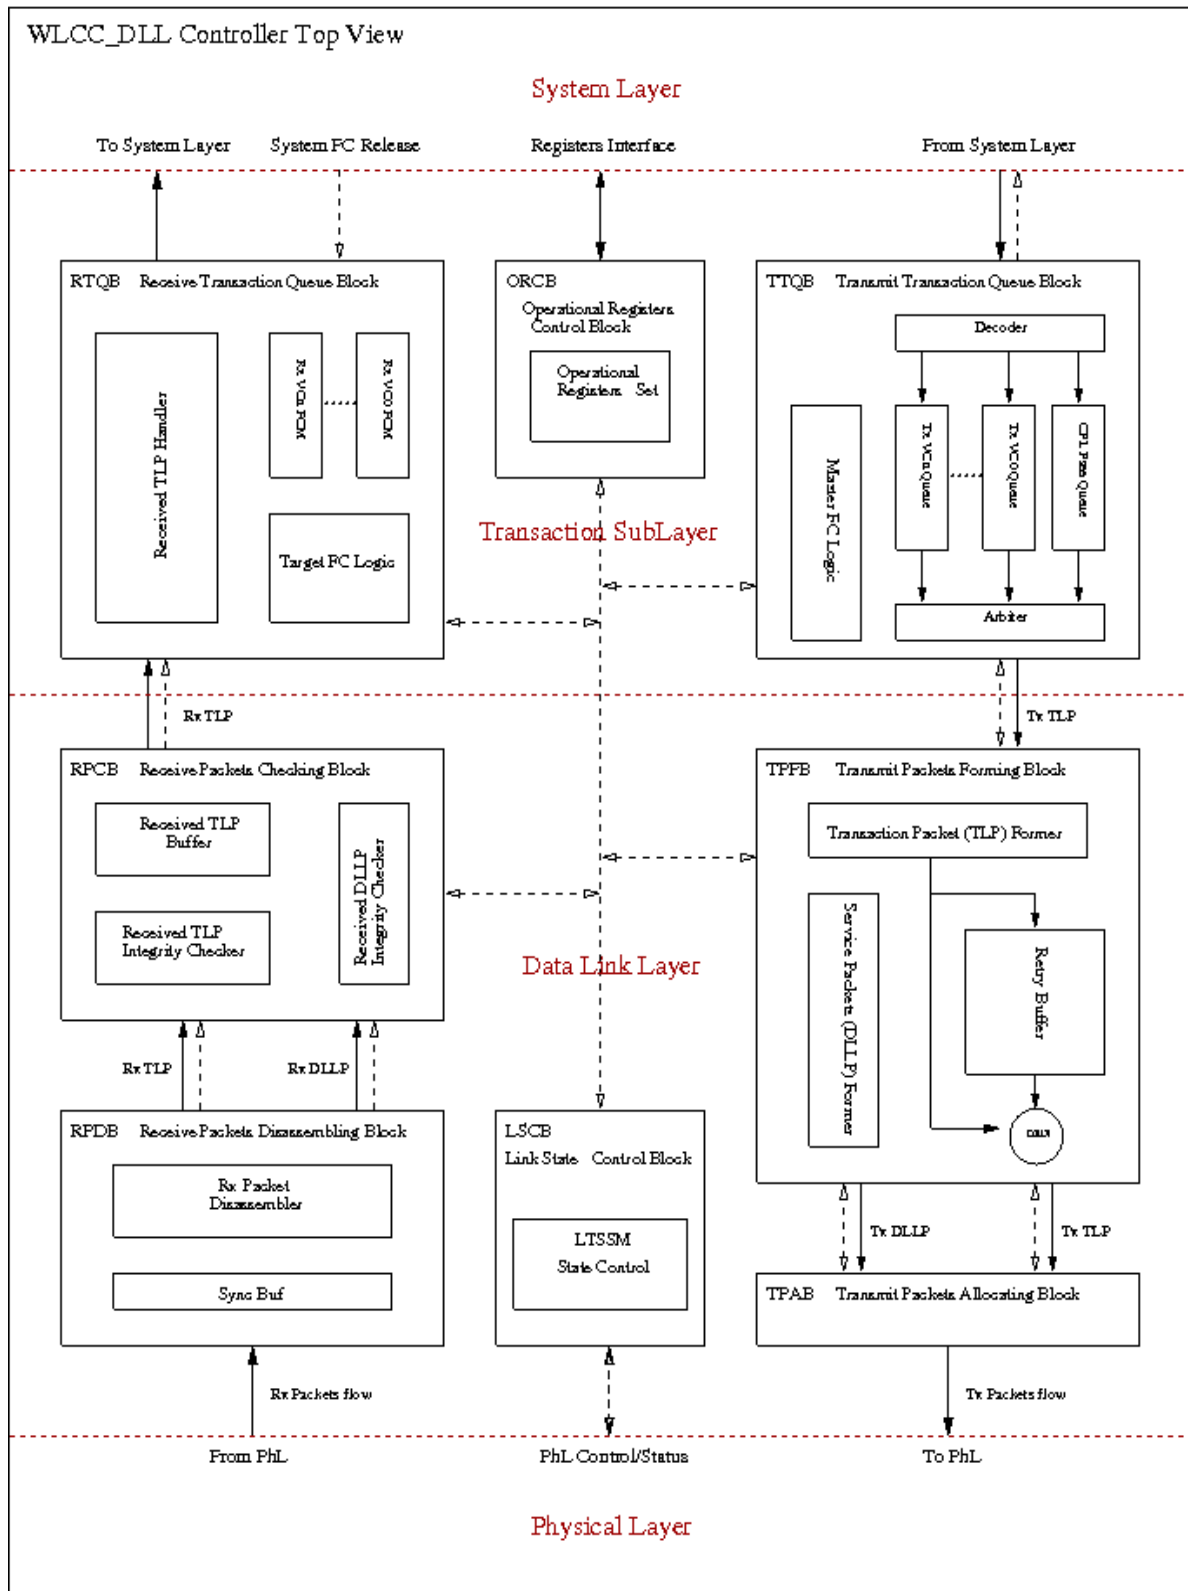 WLCC_DLL Controller Top View
System Layer
To System Layer
System FC Release
Registers Interface
From System Layer
RTQB Receive Transaction Queue Block
Received TLP Handler
Rx VCn FCM
Rx VC0 FCM
Target FC Logic
ORCB
Operational Registers
Control Block
Operational
Registers Set
TTQB Transmit Transaction Queue Block
Decoder
Master FC Logic
Tx VCn Queue
Tx VC0 Queue
CPL Pass Queue
Arbiter
Transaction SubLayer
Rx TLP
Tx TLP
RPCB Receive Packets Checking Block
Received TLP
Buffer
Received TLP
Integrity Checker
Received DLLP
Integrity Checker
TPFB Transmit Packets Forming Block
Transaction Packet (TLP) Former
Service Packets (DLLP) Former
Retry Buffer
Data Link Layer
Rx TLP
Rx DLLP
RPDB Receive Packets Disassembling Block
Rx Packet
Disassembler
Sync Buf
LSCB
Link State Control Block
LTSSM
State Control
Tx DLLP
Tx TLP
TPAB Transmit Packets Allocating Block
Rx Packets flow
Tx Packets flow
From PhL
PhL Control/Status
To PhL
Physical Layer